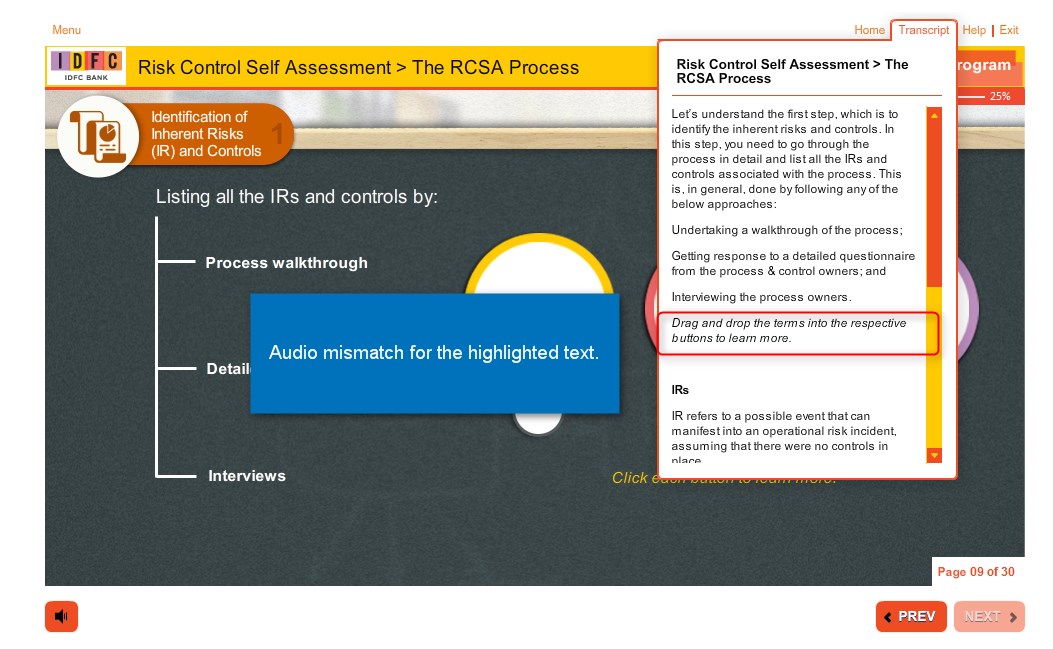 Menu
Home
Transcript
Help | Exit
IDFC
IDFC BANK
Risk Control Self Assessment > The RCSA Process
rogram
25%
Identification of
Inherent Risks
(IR) and Controls
1
Listing all the IRs and controls by:
Process walkthrough
Detail
Interviews
Audio mismatch for the highlighted text.
Click each button to learn more.
Risk Control Self Assessment > The
RCSA Process
Let's understand the first step, which is to
identify the inherent risks and controls. In
this step, you need to go through the
process in detail and list all the IRs and
controls associated with the process. This
is, in general, done by following any of the
below approaches:
Undertaking a walkthrough of the process;
Getting response to a detailed questionnaire
from the process & control owners; and
Interviewing the process owners.
Drag and drop the terms into the respective
buttons to learn more.
IRs
IR refers to a possible event that can
manifest into an operational risk incident,
assuming that there were no controls in
place.
Page 09 of 30
PREV
NEXT